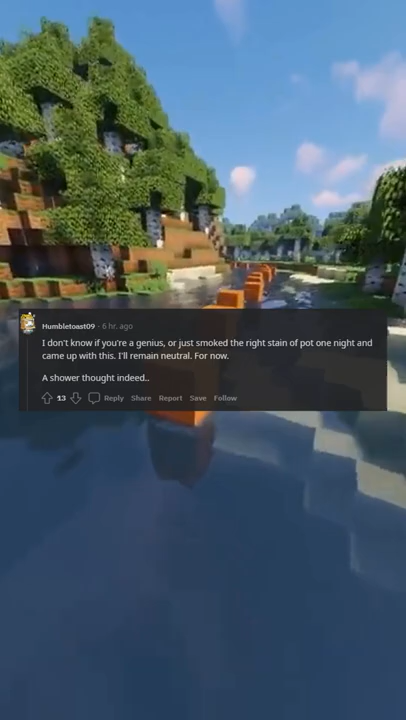 Humbletoast09 · 6 hr. ago
I don't know if you're a genius, or just smoked the right stain of pot one night and
came up with this. I'll remain neutral. For now.
A shower thought indeed..
13 Reply Share Report Save Follow